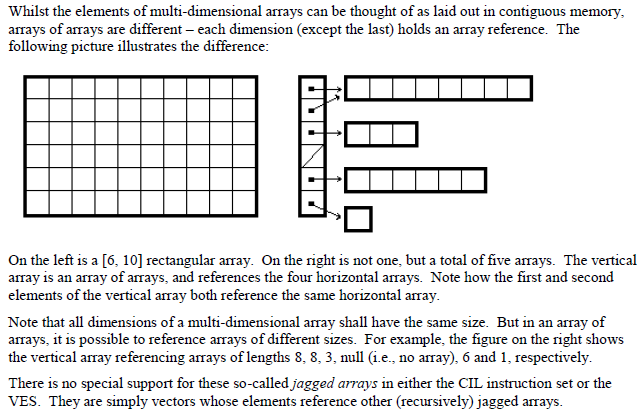 Whilst the elements of multi-dimensional arrays can be thought of as laid out in contiguous memory,
arrays of arrays are different – each dimension (except the last) holds an array reference. The
following picture illustrates the difference:
On the left is a [6, 10] rectangular array. On the right is not one, but a total of five arrays. The vertical
array is an array of arrays, and references the four horizontal arrays. Note how the first and second
elements of the vertical array both reference the same horizontal array.
Note that all dimensions of a multi-dimensional array shall have the same size. But in an array of
arrays, it is possible to reference arrays of different sizes. For example, the figure on the right shows
the vertical array referencing arrays of lengths 8, 8, 3, null (i.e., no array), 6 and 1, respectively.
There is no special support for these so-called jagged arrays in either the CIL instruction set or the
VES. They are simply vectors whose elements reference other (recursively) jagged arrays.